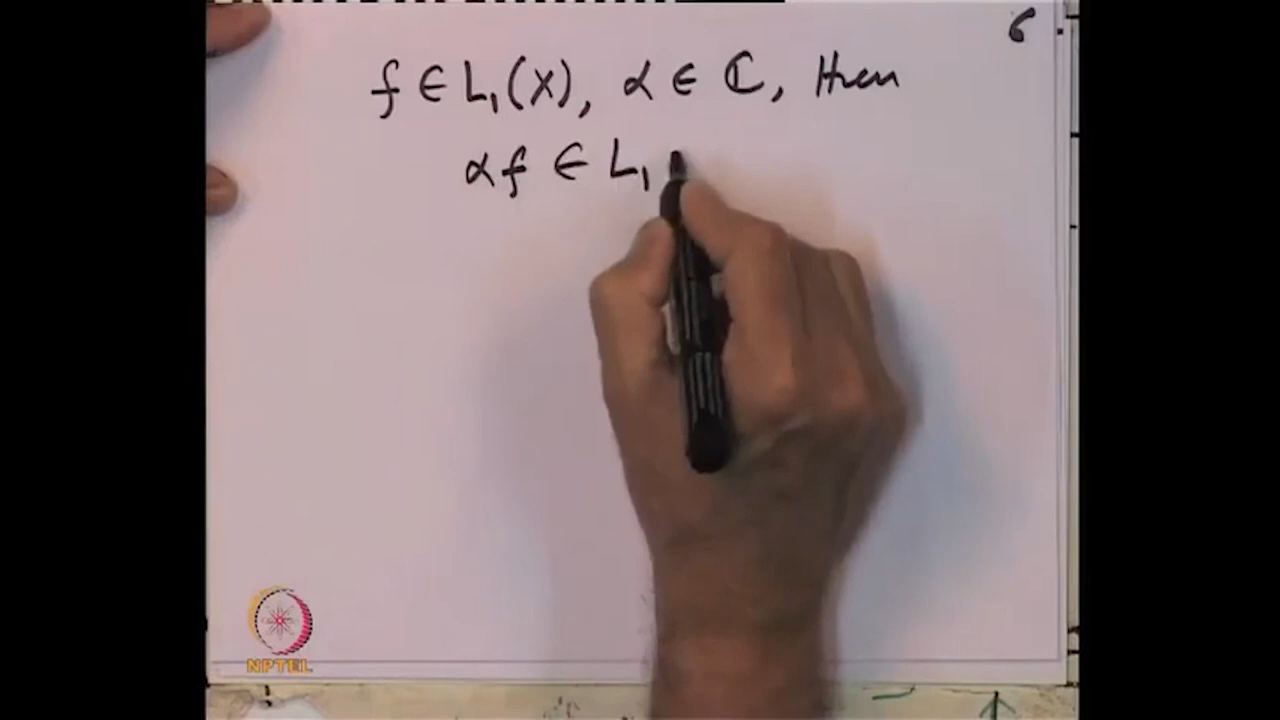 6
f ∈ L₁(X), α ∈ ℂ, then
αf ∈ L₁
NPTEL